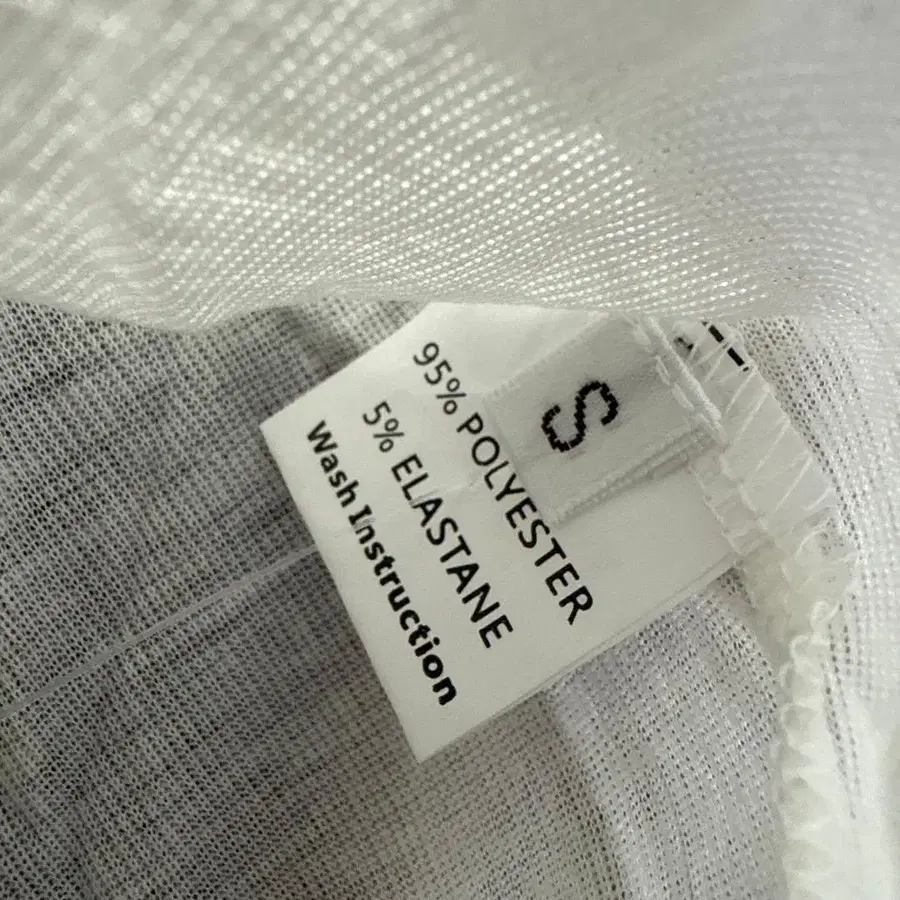 S
95% POLYESTER
5% ELASTANE
Wash Instruction